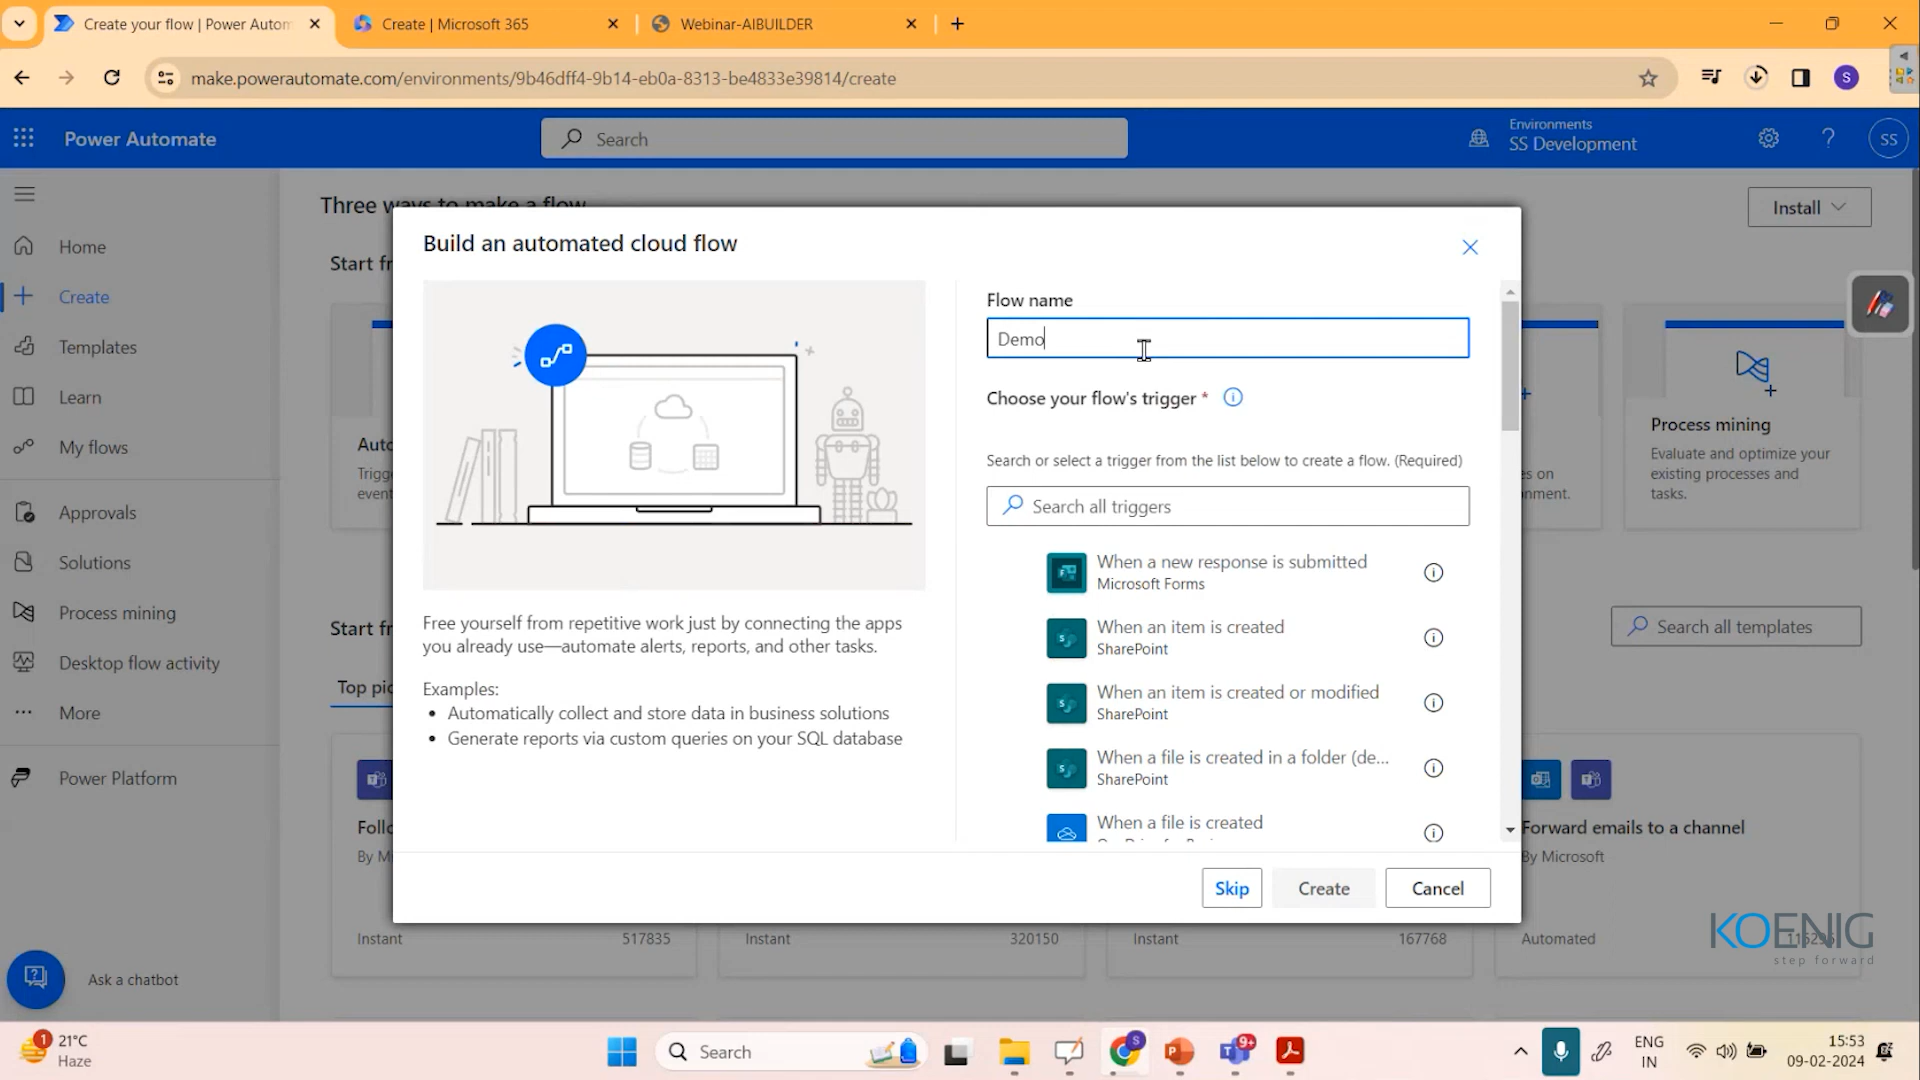 Create your flow | Power Autom
Create | Microsoft 365
Webinar-AIBUILDER
make.powerautomate.com/environments/9b46dff4-9b14-eb0a-8313-be4833e39814/create
S
Power Automate
Search
Environments
SS Development
SS
Home
Create
Templates
Learn
My flows
Approvals
Solutions
Process mining
Desktop flow activity
More
Power Platform
Ask a chatbot
Three ways to make a flow
Install
Start fr
Build an automated cloud flow
Free yourself from repetitive work just by connecting the apps
you already use—automate alerts, reports, and other tasks.
Examples:
• Automatically collect and store data in business solutions
• Generate reports via custom queries on your SQL database
Flow name
Demo
Choose your flow's trigger *
Search or select a trigger from the list below to create a flow. (Required)
Search all triggers
When a new response is submitted
Microsoft Forms
When an item is created
SharePoint
When an item is created or modified
SharePoint
When a file is created in a folder (de...
SharePoint
When a file is created
Skip
Create
Cancel
Auto
Trigge
event
es on
nment.
Process mining
Evaluate and optimize your
existing processes and
tasks.
Start fr
Search all templates
Top pic
Follo
By Mi
Forward emails to a channel
By Microsoft
Instant
517835
Instant
320150
Instant
167768
Automated
KOENIG
step forward
1
21°C
Haze
Search
S
9+
ENG
IN
15:53
09-02-2024